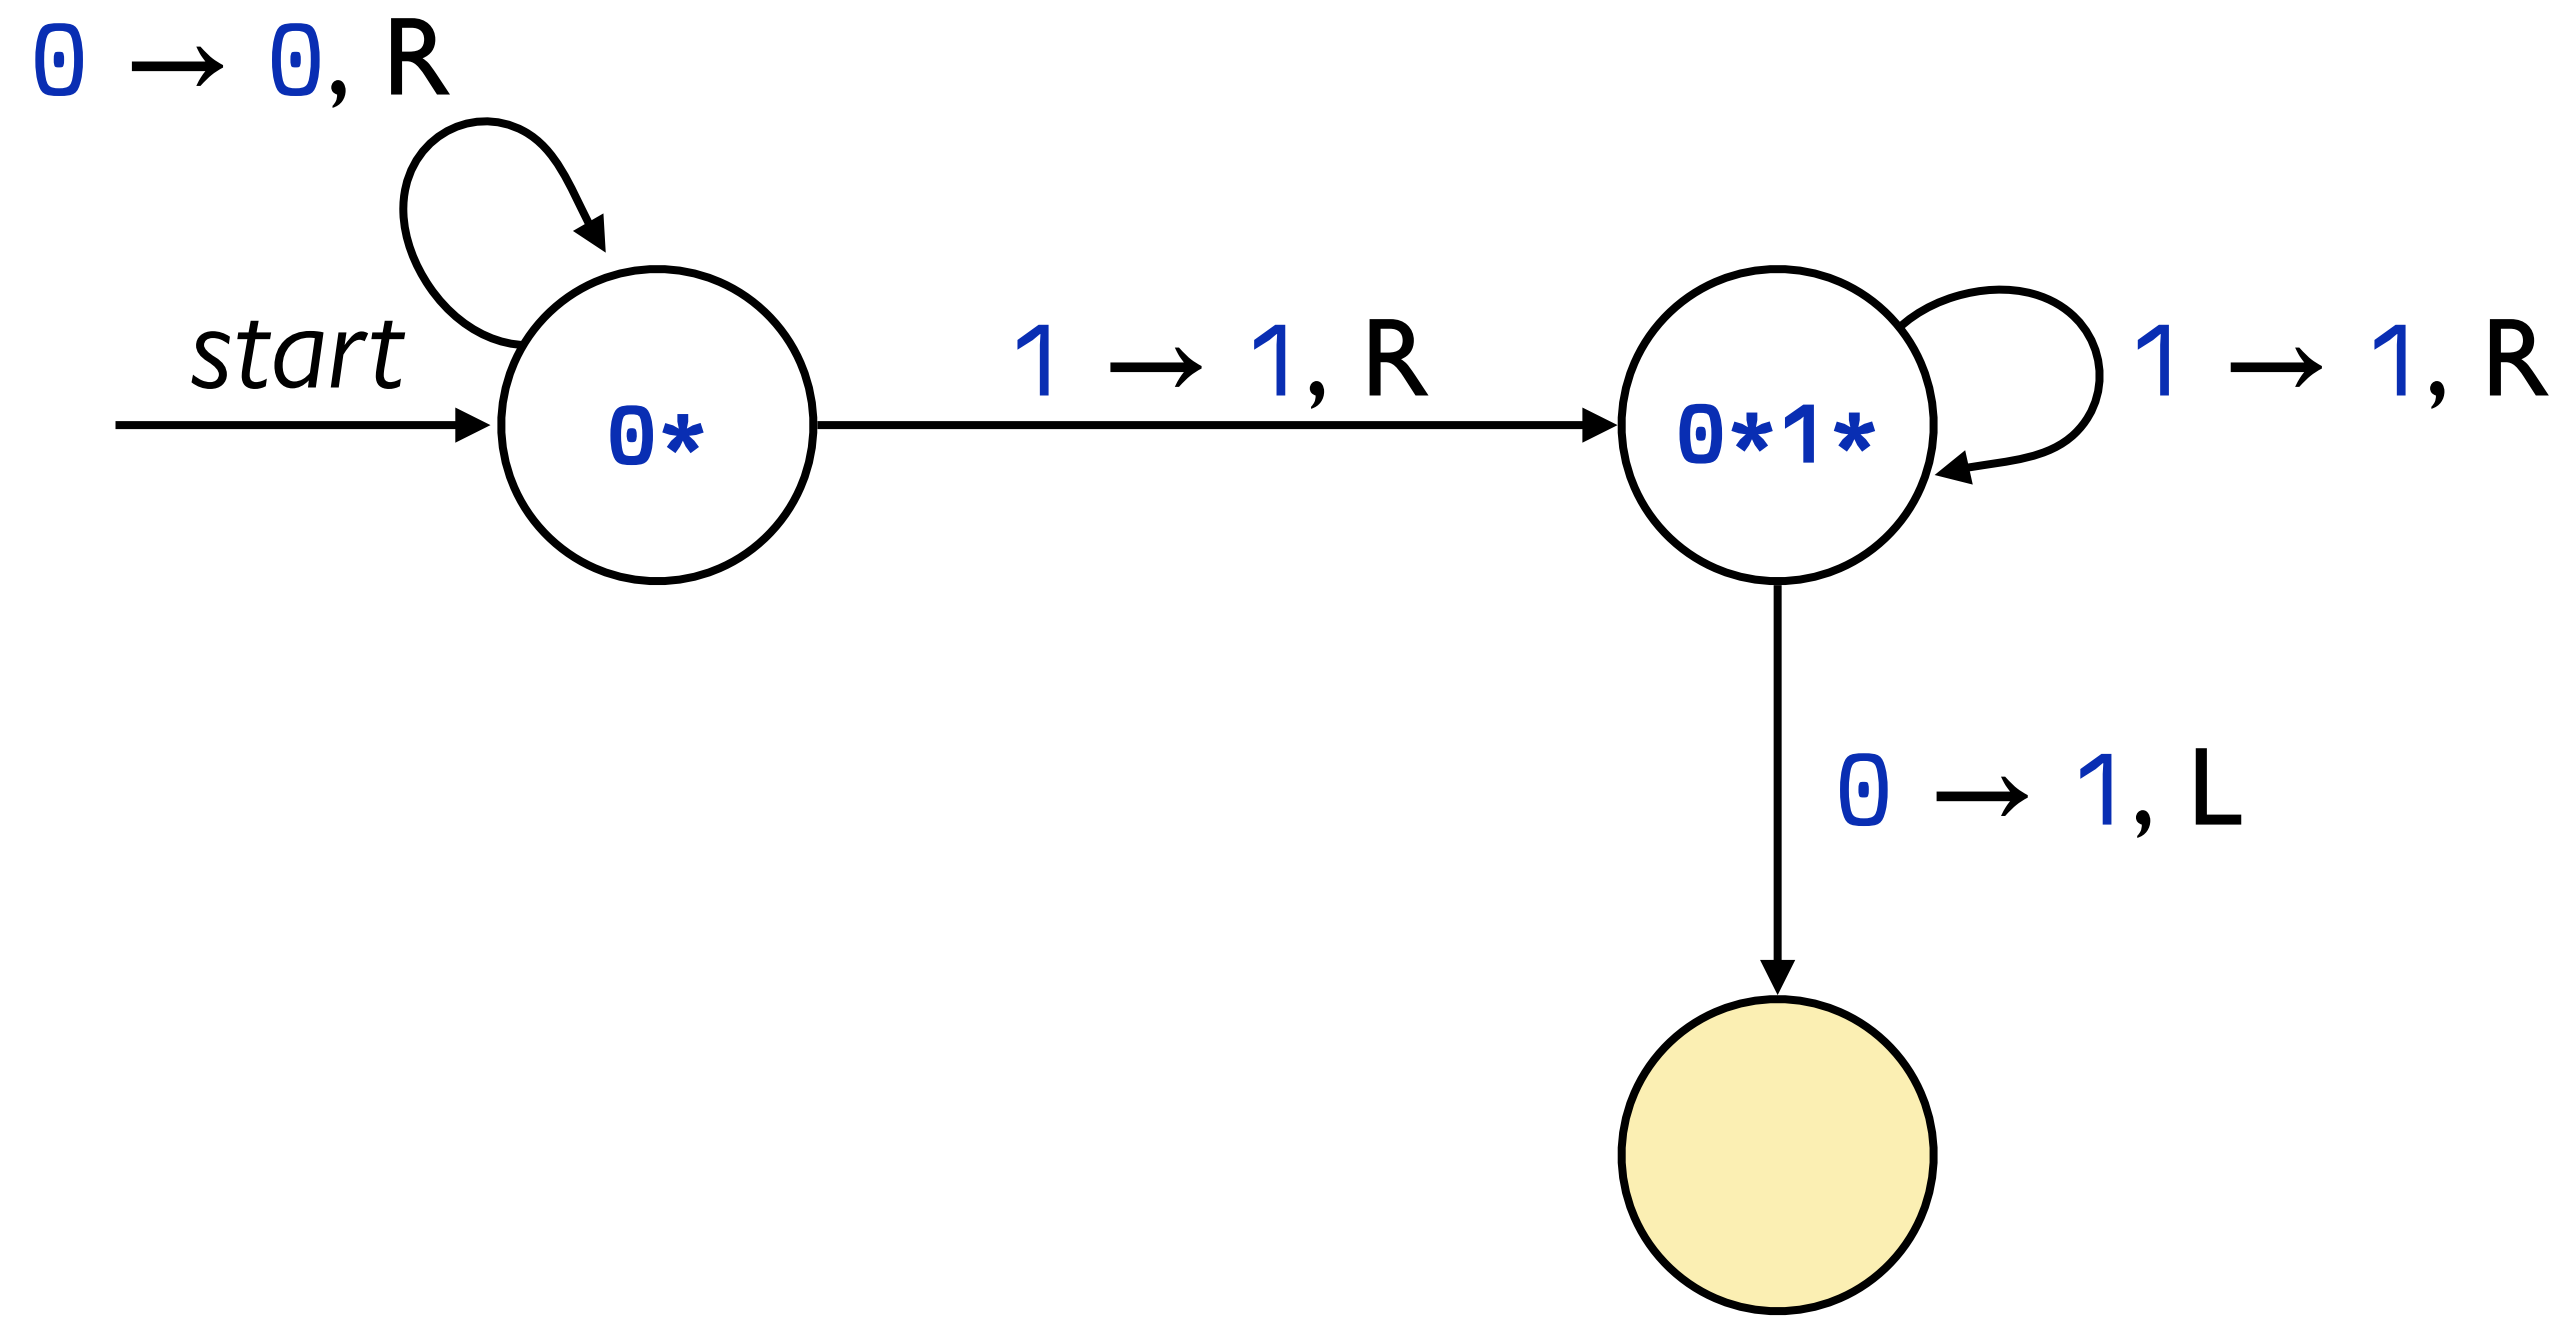 0 → 0, R
start
0*
1 → 1, R
0*1*
1 → 1, R
0 → 1, L